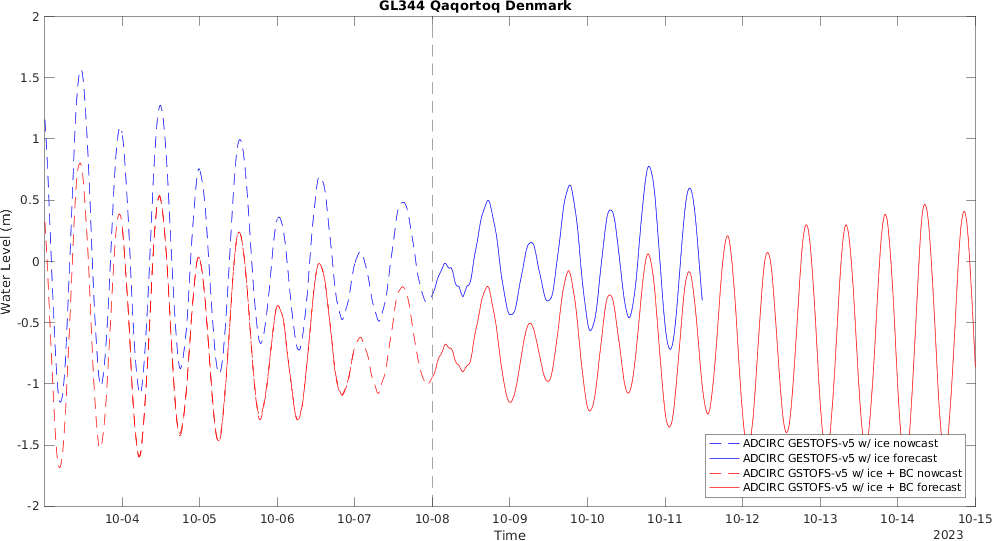 GL344 Qaqortoq Denmark
2
1.5
1
0.5
0
-0.5
-1
-1.5
-2
Water Level (m)
10-04 10-05 10-06 10-07 10-08 10-09 10-10 10-11 10-12 10-13 10-14 10-15
Time
2023
ADCIRC GESTOFS-v5 w/ ice nowcast
ADCIRC GESTOFS-v5 w/ ice forecast
ADCIRC GSTOFS-v5 w/ ice + BC nowcast
ADCIRC GSTOFS-v5 w/ ice + BC forecast